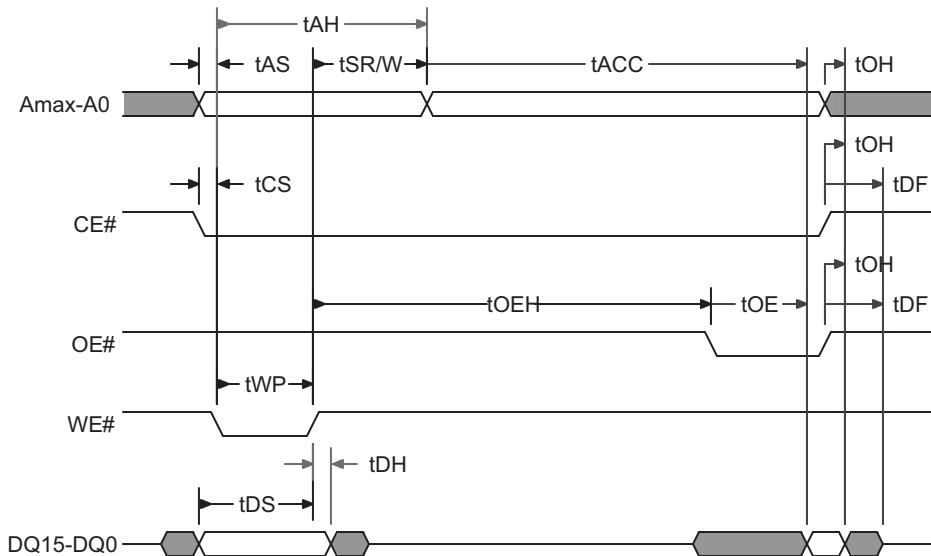 tAH
tAS tSR/W tACC tOH
Amax-A0
tOH
tCS tDF
CE#
tOH
tOEH tOE tDF
OE#
tWP
WE#
tDH
tDS
DQ15-DQ0